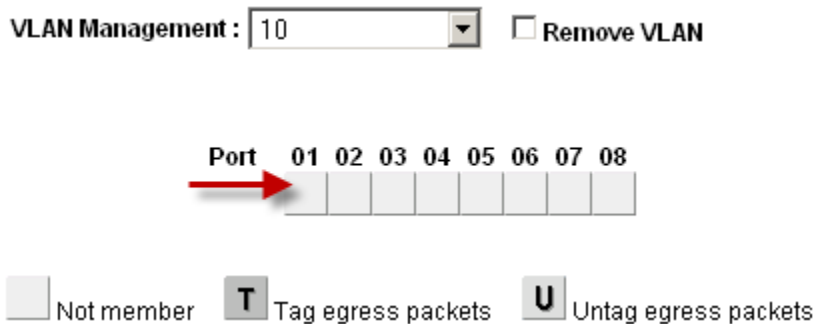 VLAN Management : 10 Remove VLAN
Port 01 02 03 04 05 06 07 08
Not member T Tag egress packets U Untag egress packets